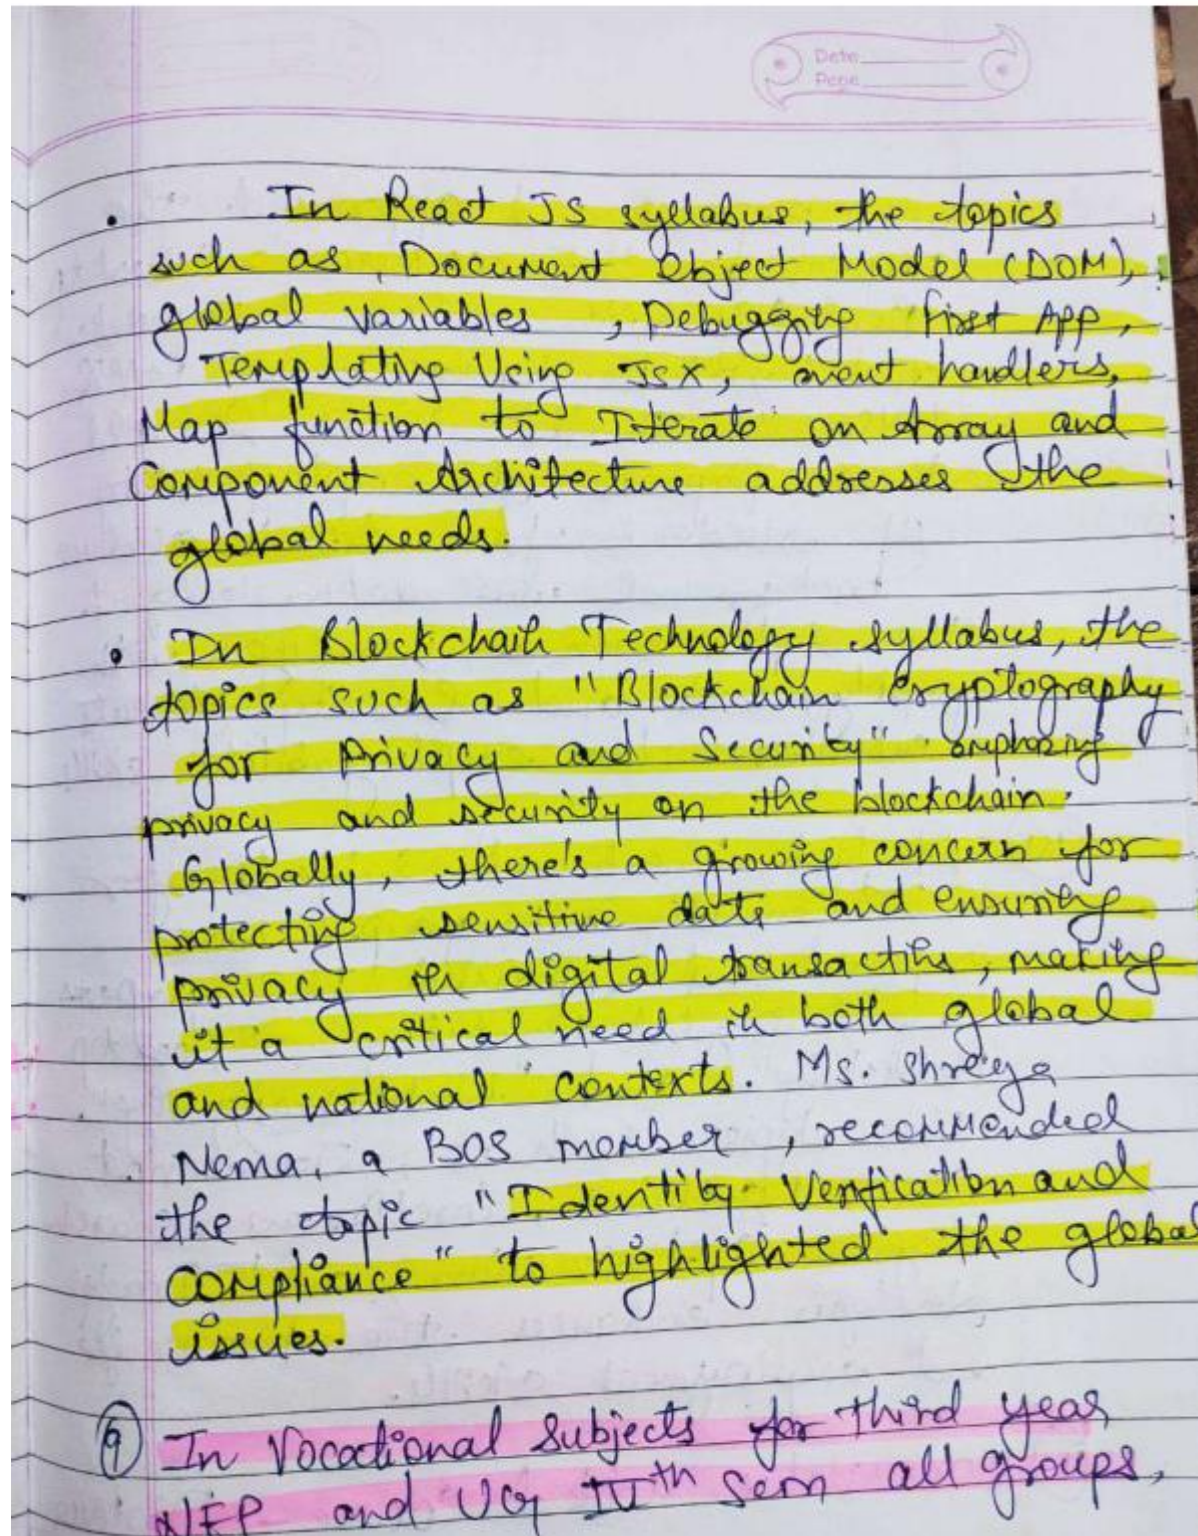 Date
Page
• In React JS syllabus, the topics
such as, Document Object Model (DOM),
global variables , Debugging First App,
Templating Using JSX, event handlers,
Map function to Iterate on Array and
Component Architecture addresses the
global needs.
• In Blockchain Technology syllabus, the
topics such as "Blockchain Cryptography
for Privacy and Security"
privacy and security on the blockchain.
Globally, there's a growing concern for
protecting sensitive data and ensuring
privacy in digital transactins, making
it a critical need in both global
and national contexts. Ms. Shreya
Nema, a BOS member , recommended
the topic "Identity Verification and
Compliance" to highlighted the global
issues.
9 In Vocational Subjects for third year
NEP and UG IVth Sem all groups,